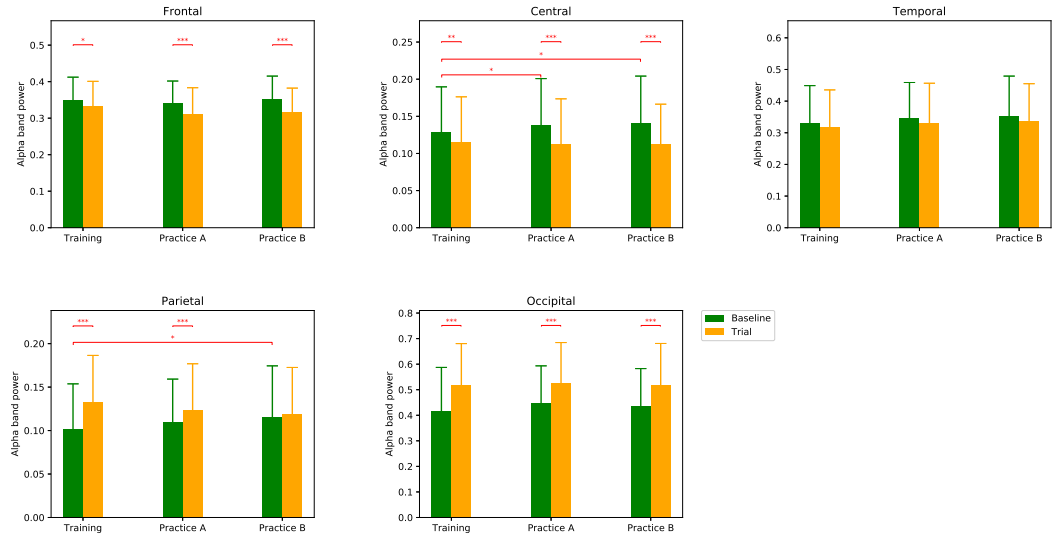 Frontal
Alpha band power
0.5
0.4
0.3
0.2
0.1
0.0
*
***
***
Training
Practice A
Practice B
Central
Alpha band power
0.25
0.20
0.15
0.10
0.05
0.00
**
***
***
*
*
Training
Practice A
Practice B
Temporal
Alpha band power
0.6
0.5
0.4
0.3
0.2
0.1
0.0
Training
Practice A
Practice B
Parietal
Alpha band power
0.20
0.15
0.10
0.05
0.00
***
***
*
Training
Practice A
Practice B
Occipital
Alpha band power
0.8
0.7
0.6
0.5
0.4
0.3
0.2
0.1
0.0
***
***
***
Training
Practice A
Practice B
Baseline
Trial